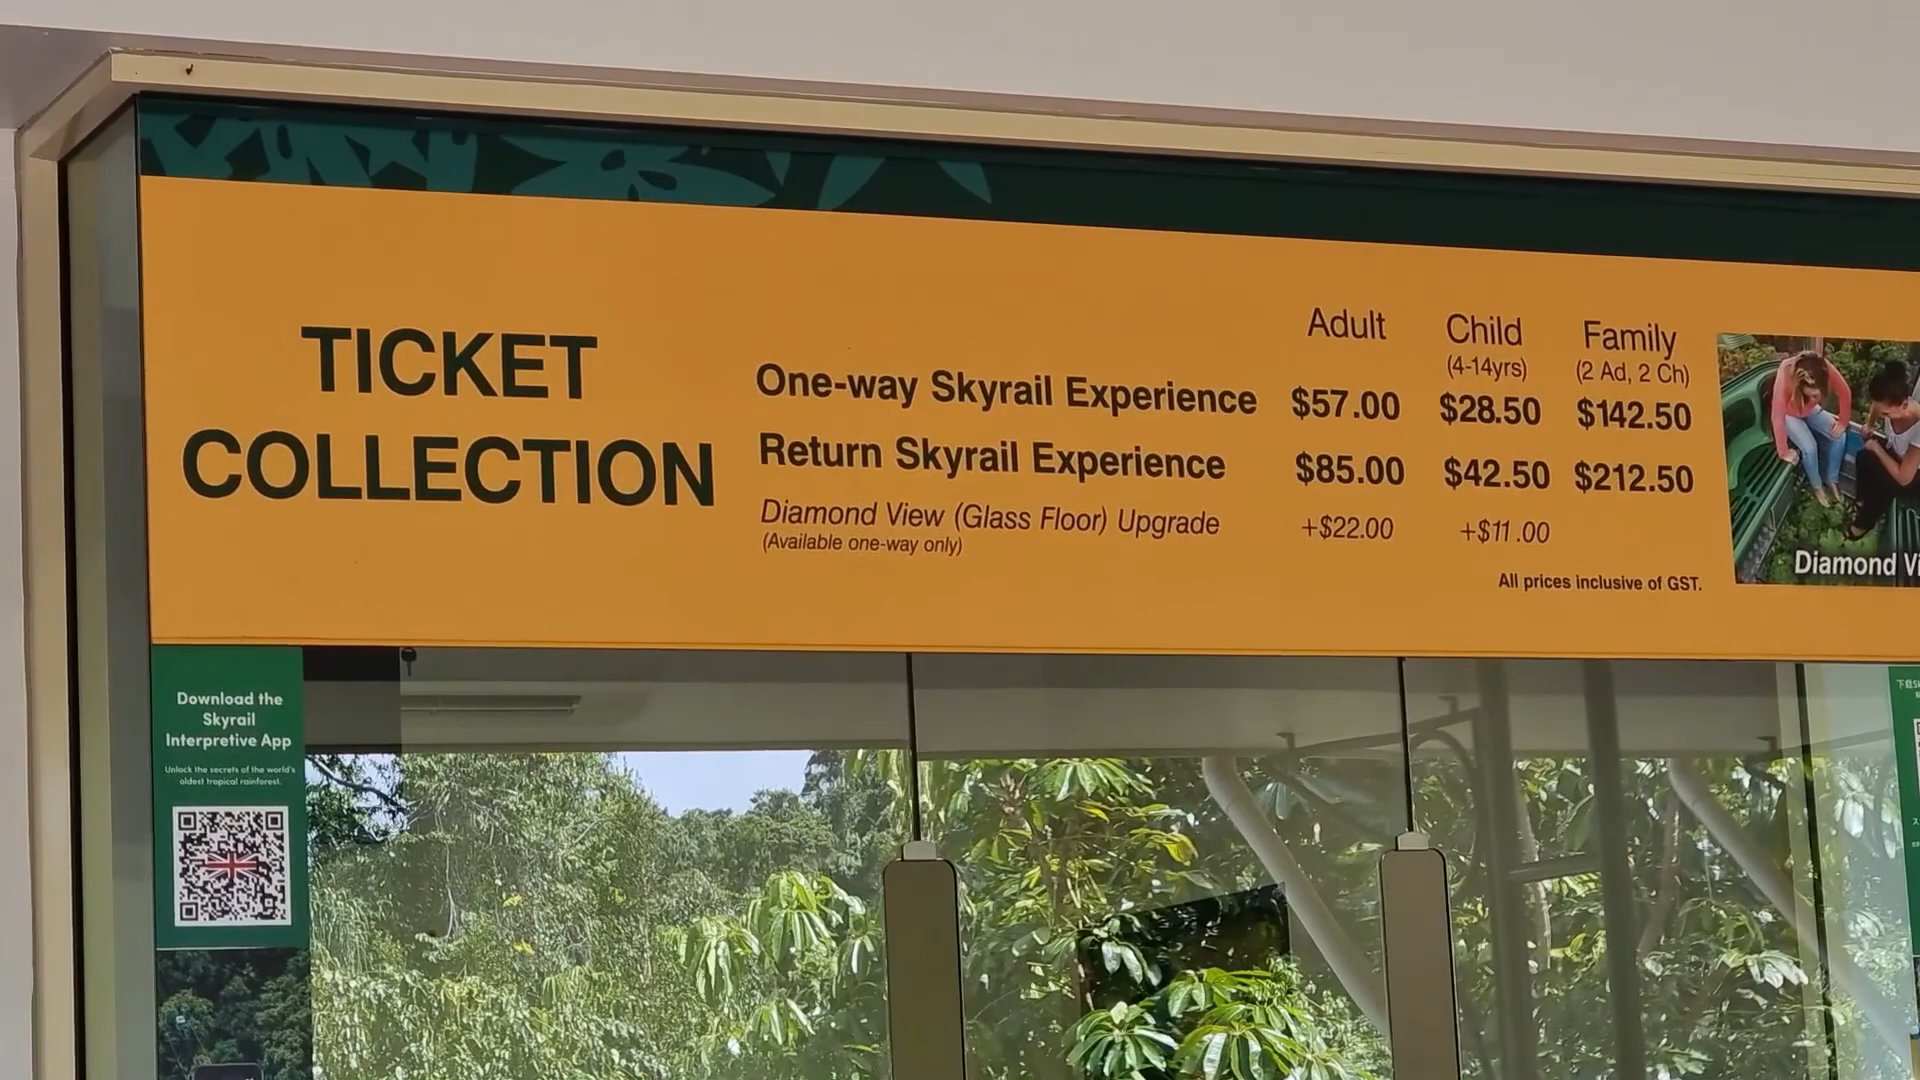 TICKET
COLLECTION
Adult Child Family
(4-14yrs) (2 Ad, 2 Ch)
One-way Skyrail Experience $57.00 $28.50 $142.50
Return Skyrail Experience $85.00 $42.50 $212.50
Diamond View (Glass Floor) Upgrade +$22.00 +$11.00
(Available one-way only)
All prices inclusive of GST.
Diamond Vi
Download the
Skyrail
Interpretive App
Unlock the secrets of the world's
oldest tropical rainforest.